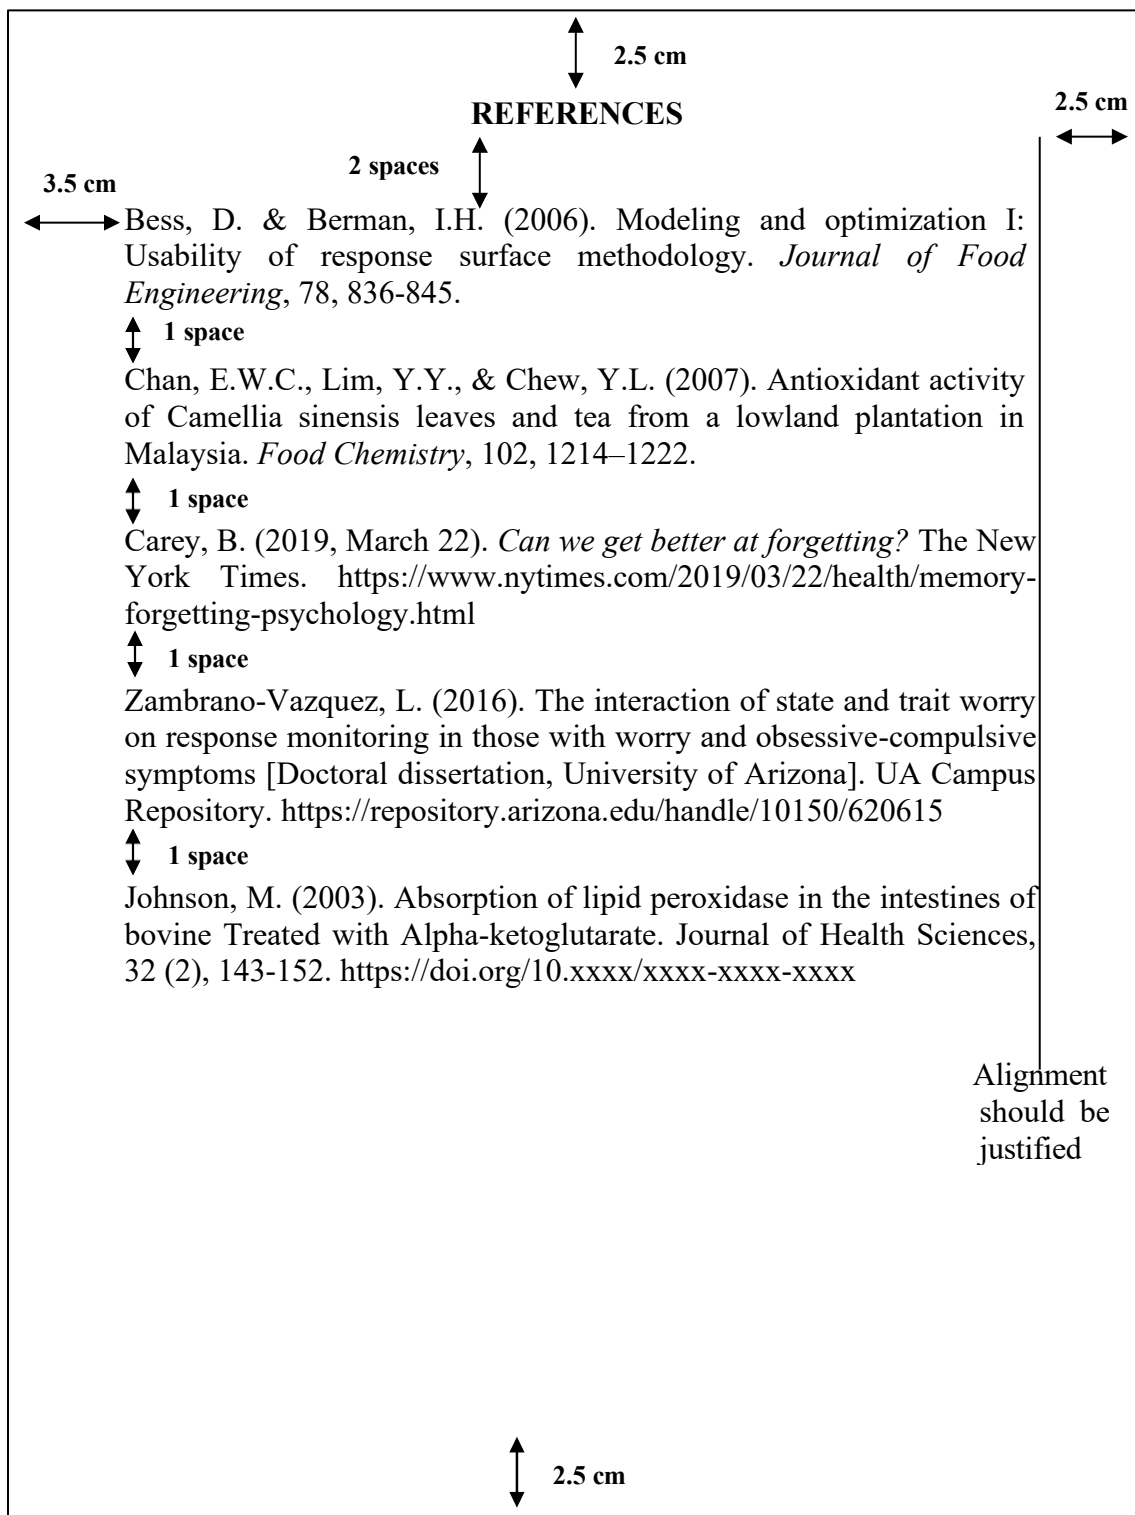 2.5 cm
REFERENCES
2.5 cm
2 spaces
3.5 cm
Bess, D. & Berman, I.H. (2006). Modeling and optimization I:
Usability of response surface methodology. Journal of Food
Engineering, 78, 836-845.
1 space
Chan, E.W.C., Lim, Y.Y., & Chew, Y.L. (2007). Antioxidant activity
of Camellia sinensis leaves and tea from a lowland plantation in
Malaysia. Food Chemistry, 102, 1214–1222.
1 space
Carey, B. (2019, March 22). Can we get better at forgetting? The New
York Times. https://www.nytimes.com/2019/03/22/health/memory-
forgetting-psychology.html
1 space
Zambrano-Vazquez, L. (2016). The interaction of state and trait worry
on response monitoring in those with worry and obsessive-compulsive
symptoms [Doctoral dissertation, University of Arizona]. UA Campus
Repository. https://repository.arizona.edu/handle/10150/620615
1 space
Johnson, M. (2003). Absorption of lipid peroxidase in the intestines of
bovine Treated with Alpha-ketoglutarate. Journal of Health Sciences,
32 (2), 143-152. https://doi.org/10.xxxx/xxxx-xxxx-xxxx
Alignment
should be
justified
2.5 cm